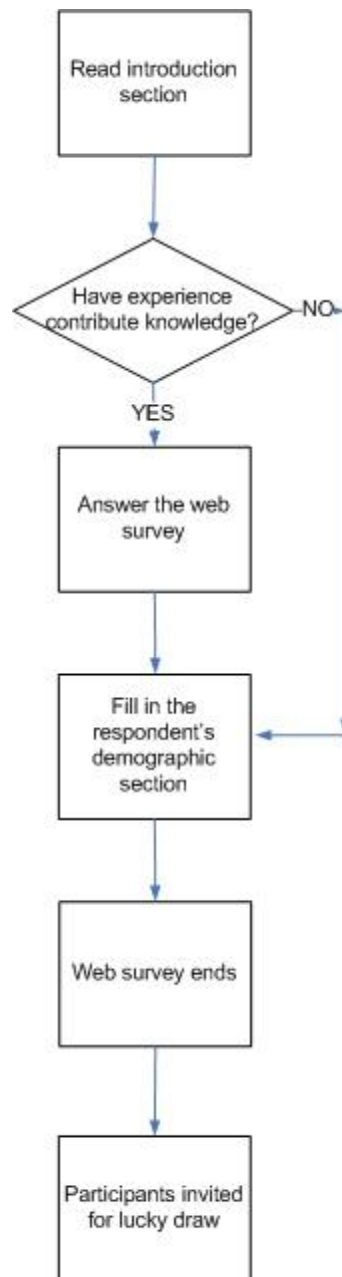 Read introduction
section
Have experience
contribute knowledge?
NO
YES
Answer the web
survey
Fill in the
respondent's
demographic
section
Web survey ends
Participants invited
for lucky draw